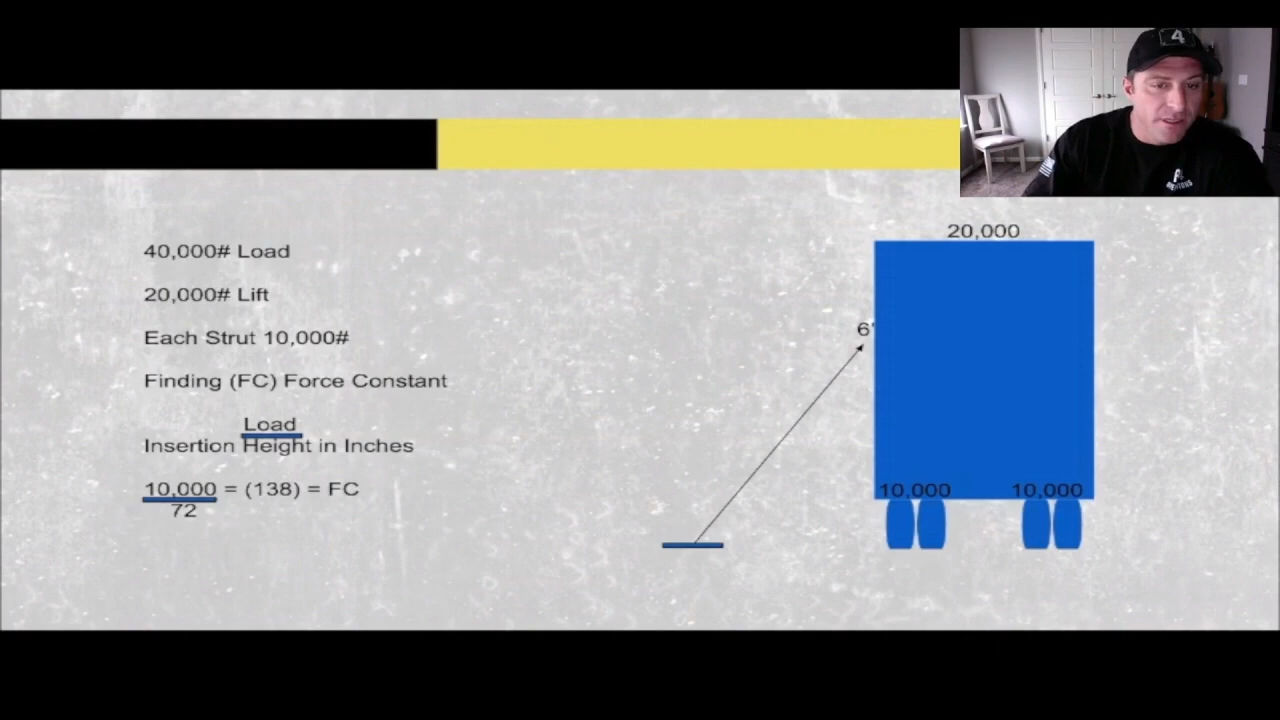 4
40,000# Load
20,000# Lift
Each Strut 10,000#
Finding (FC) Force Constant
Load
Insertion Height in Inches
10,000 = (138) = FC
72
20,000
6'
10,000 10,000